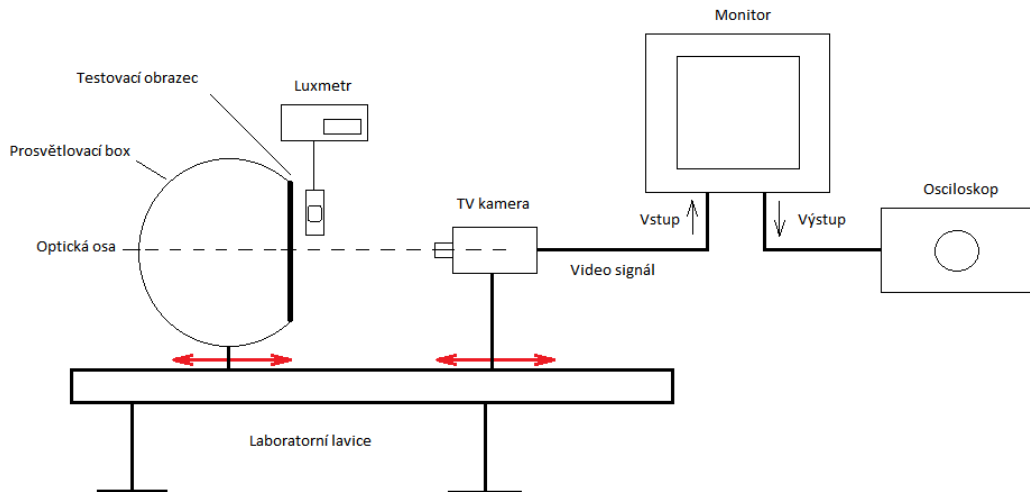 Monitor
Testovací obrazec
Luxmetr
Prosvětlovací box
Osciloskop
TV kamera
Vstup
Výstup
Optická osa
Video signál
Laboratorní lavice